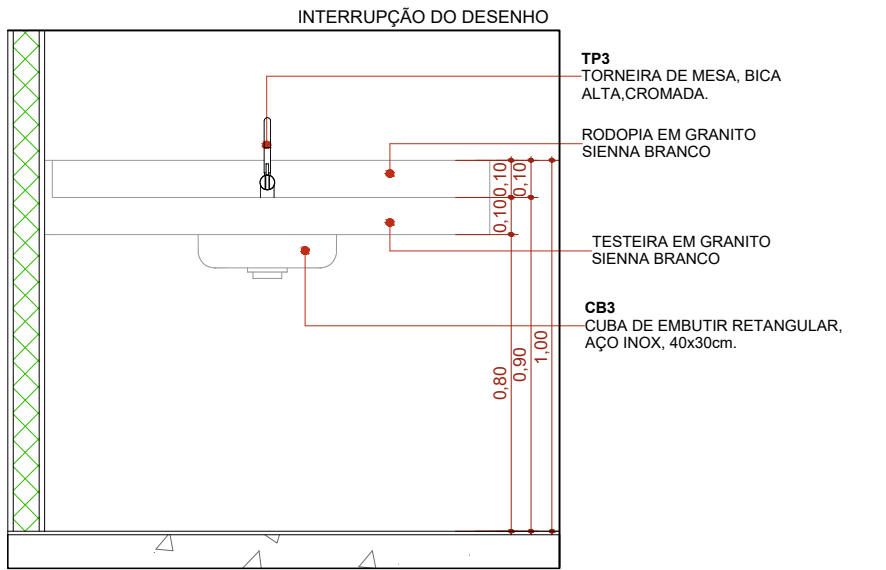 INTERRUPÇÃO DO DESENHO
TP3
TORNEIRA DE MESA, BICA
ALTA,CROMADA.
RODOPIA EM GRANITO
SIENNA BRANCO
0,10
0,10
0,10
TESTEIRA EM GRANITO
SIENNA BRANCO
CB3
CUBA DE EMBUTIR RETANGULAR,
AÇO INOX, 40x30cm.
0,80
0,90
1,00